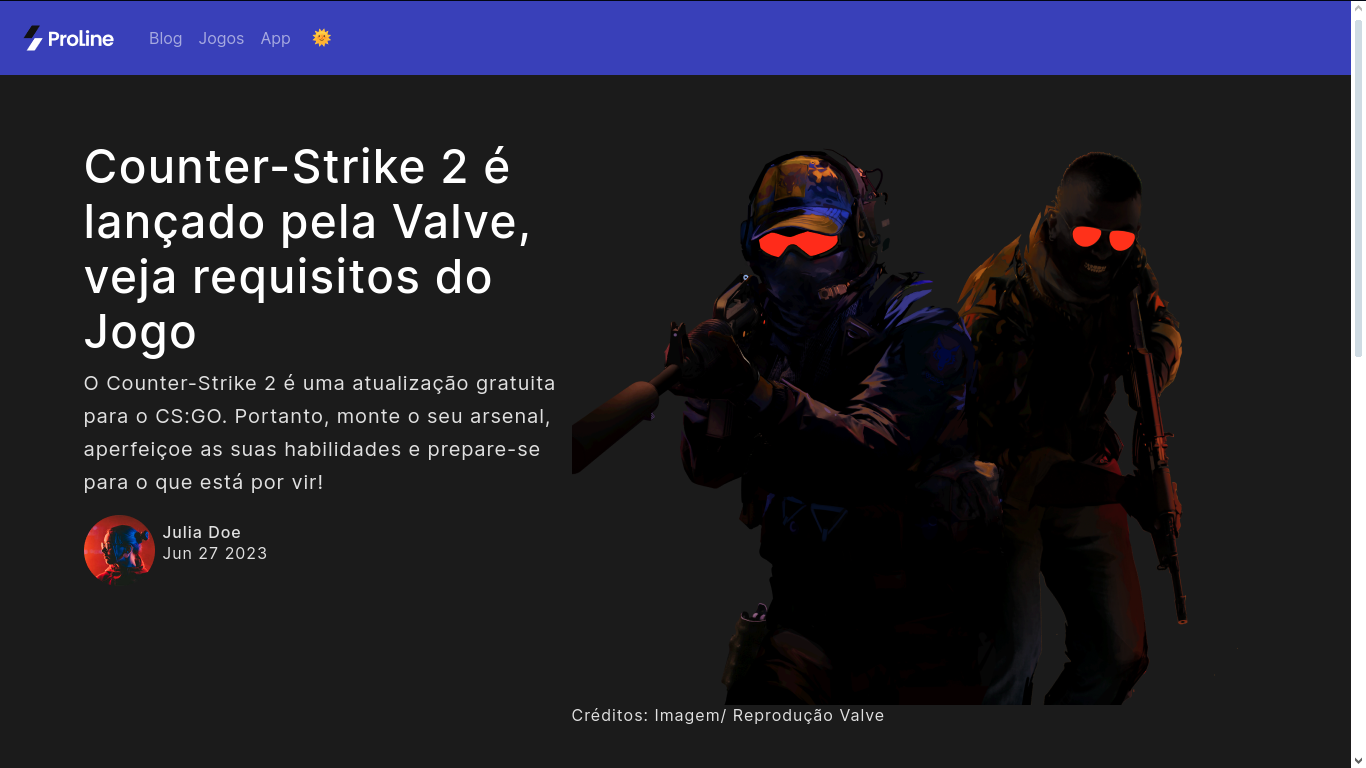 Proline Blog Jogos App
Counter-Strike 2 é
lançado pela Valve,
veja requisitos do
Jogo
O Counter-Strike 2 é uma atualização gratuita
para o CS:GO. Portanto, monte o seu arsenal,
aperfeiçoe as suas habilidades e prepare-se
para o que está por vir!
Julia Doe
Jun 27 2023
Créditos: Imagem/ Reprodução Valve